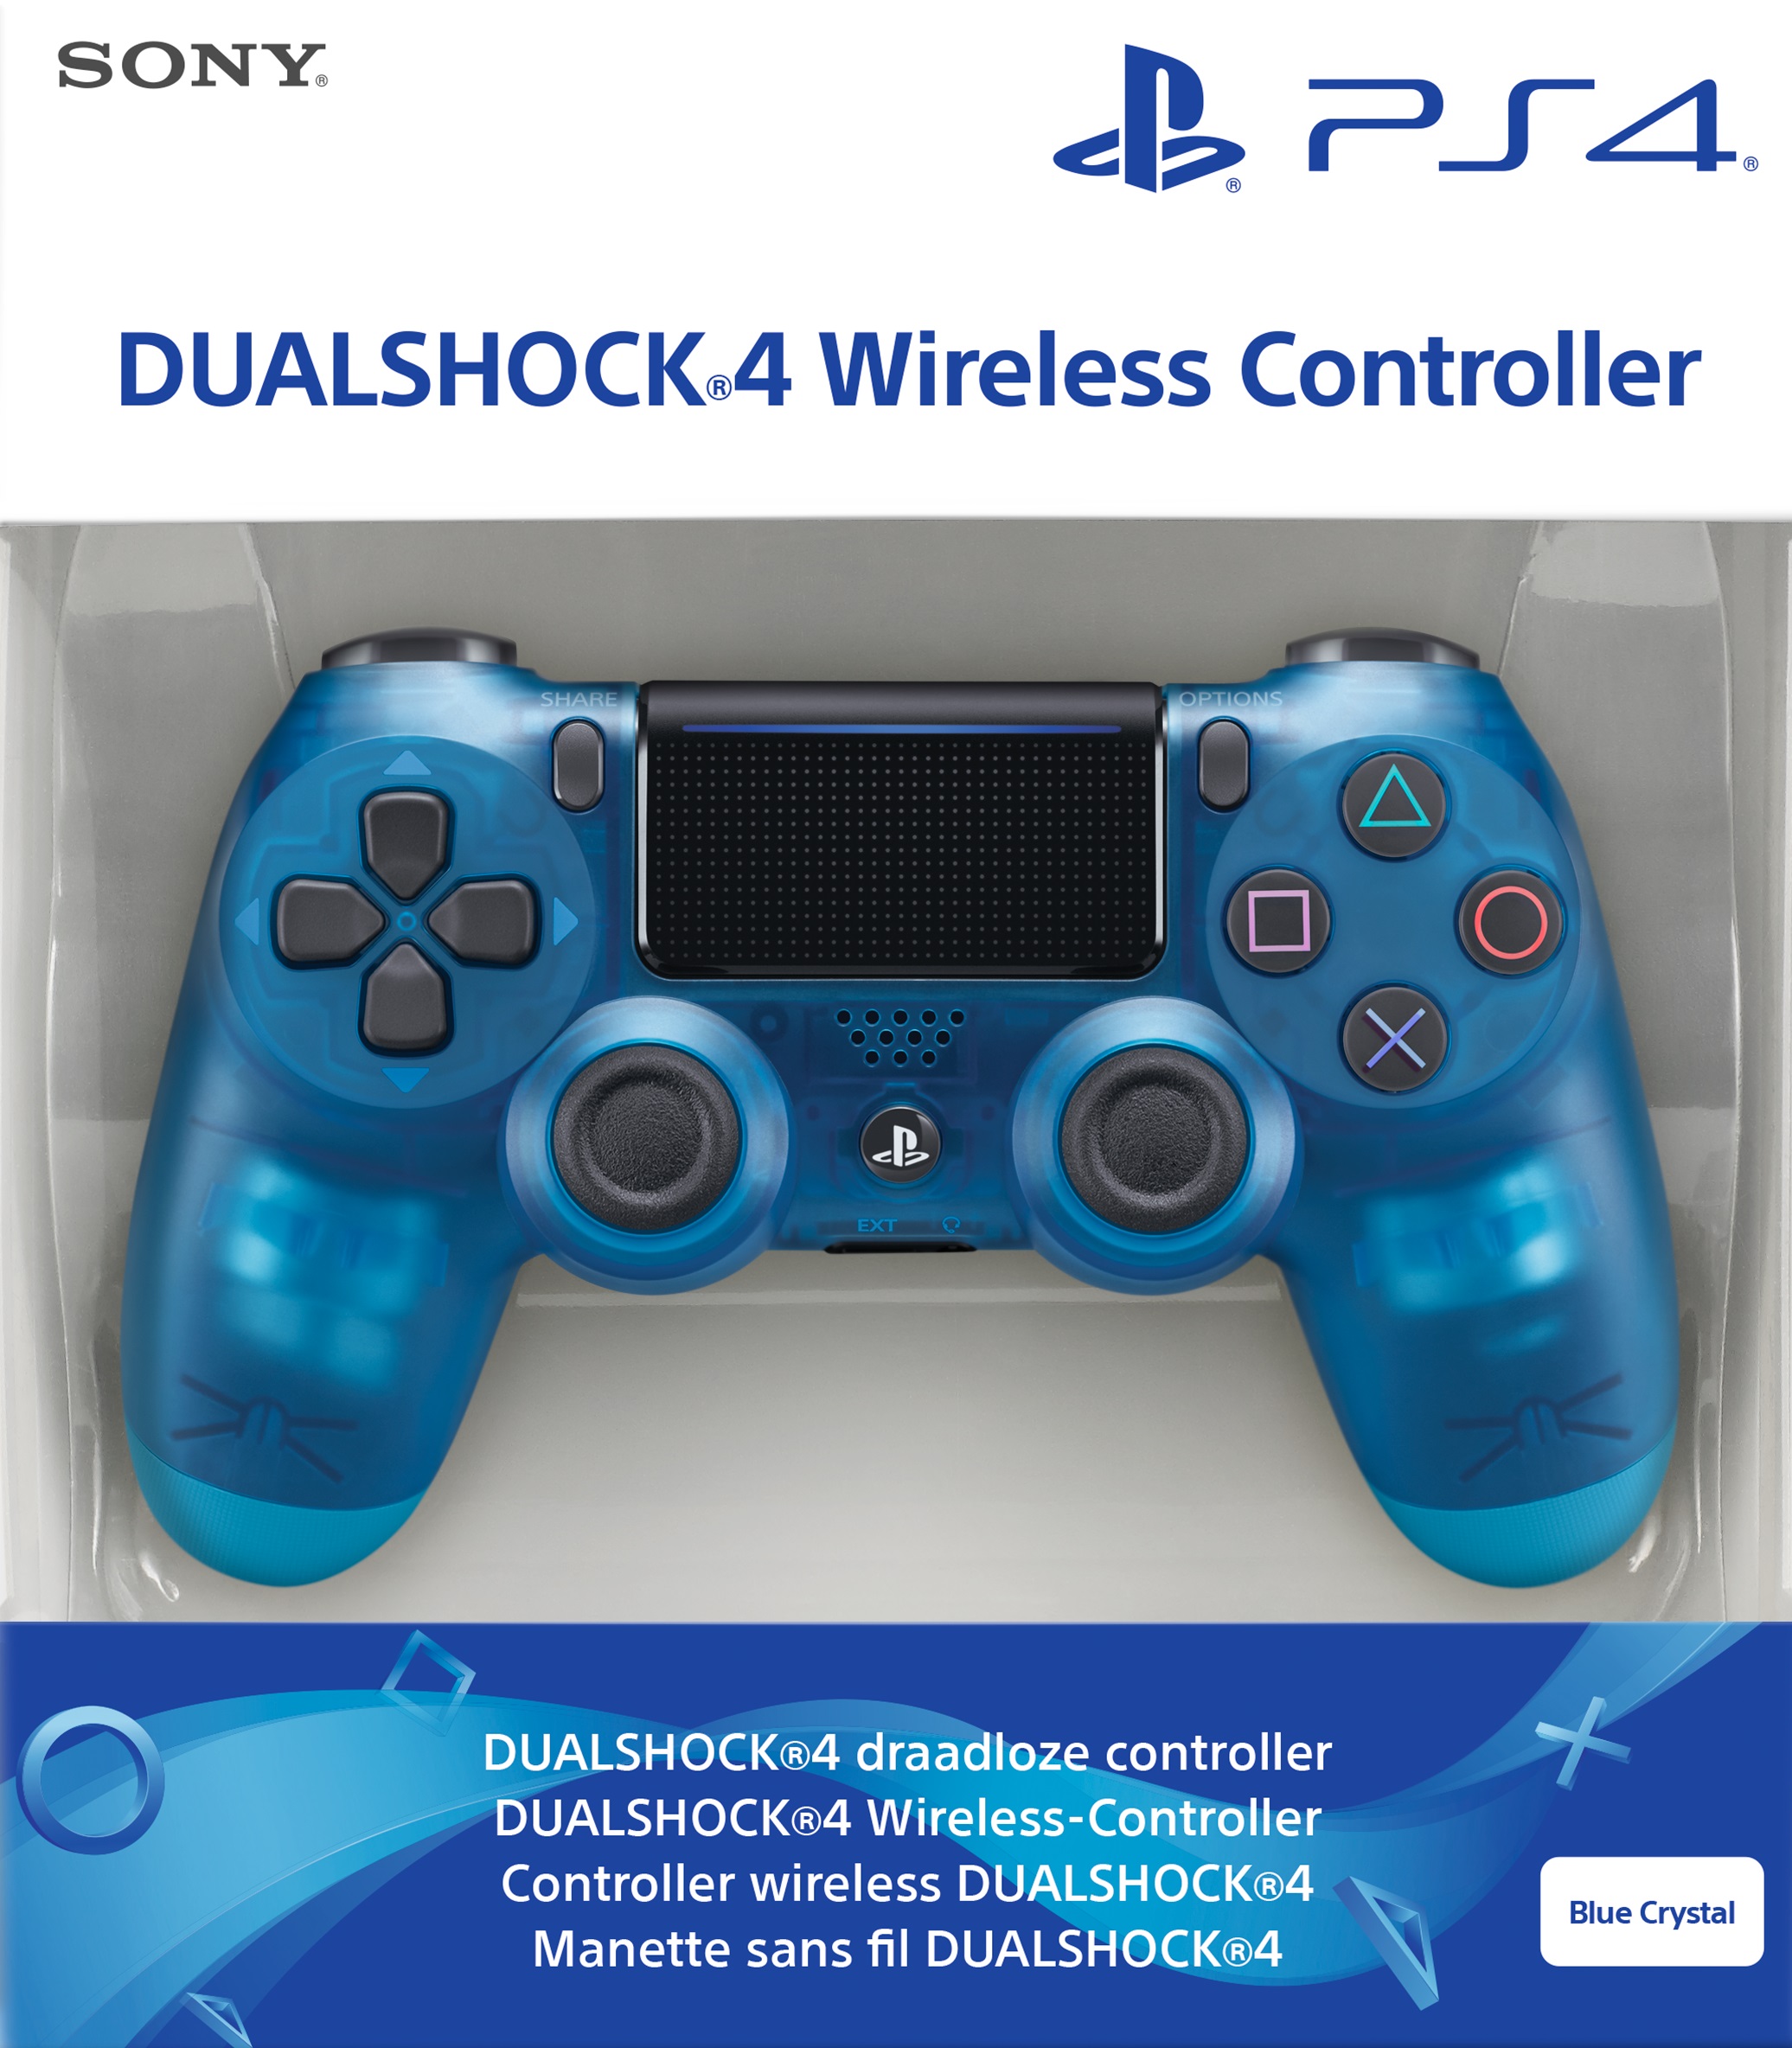 SONY®
PS4®
DUALSHOCK®4 Wireless Controller
SHARE
OPTIONS
EXT
DUALSHOCK®4 draadloze controller
DUALSHOCK®4 Wireless-Controller
Controller wireless DUALSHOCK®4
Manette sans fil DUALSHOCK®4
Blue Crystal